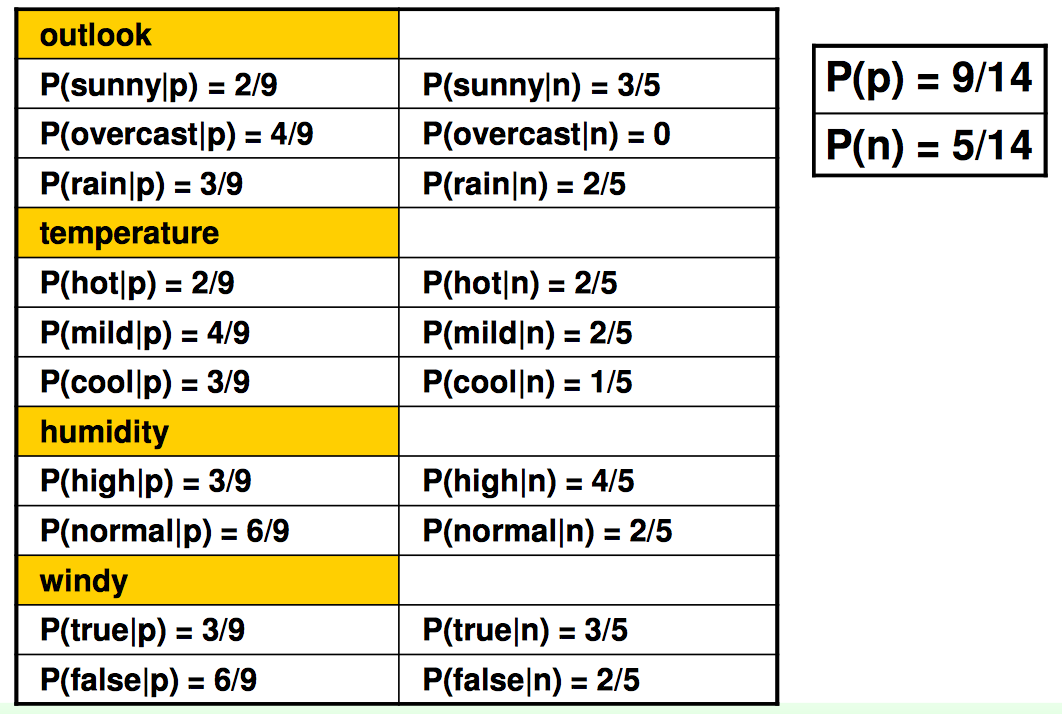 outlook
P(sunny|p) = 2/9 P(sunny|n) = 3/5
P(overcast|p) = 4/9 P(overcast|n) = 0
P(rain|p) = 3/9 P(rain|n) = 2/5
temperature
P(hot|p) = 2/9 P(hot|n) = 2/5
P(mild|p) = 4/9 P(mild|n) = 2/5
P(cool|p) = 3/9 P(cool|n) = 1/5
humidity
P(high|p) = 3/9 P(high|n) = 4/5
P(normal|p) = 6/9 P(normal|n) = 2/5
windy
P(true|p) = 3/9 P(true|n) = 3/5
P(false|p) = 6/9 P(false|n) = 2/5
P(p) = 9/14
P(n) = 5/14